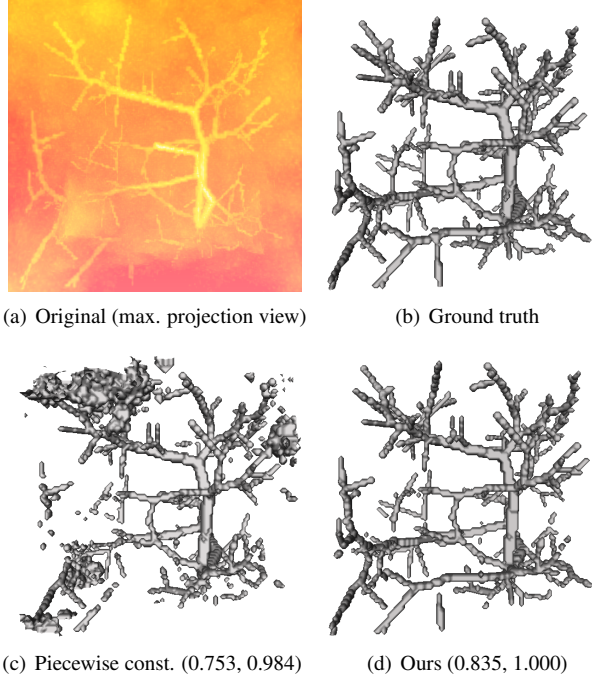 (a) Original (max. projection view)
(b) Ground truth
(c) Piecewise const. (0.753, 0.984)
(d) Ours (0.835, 1.000)